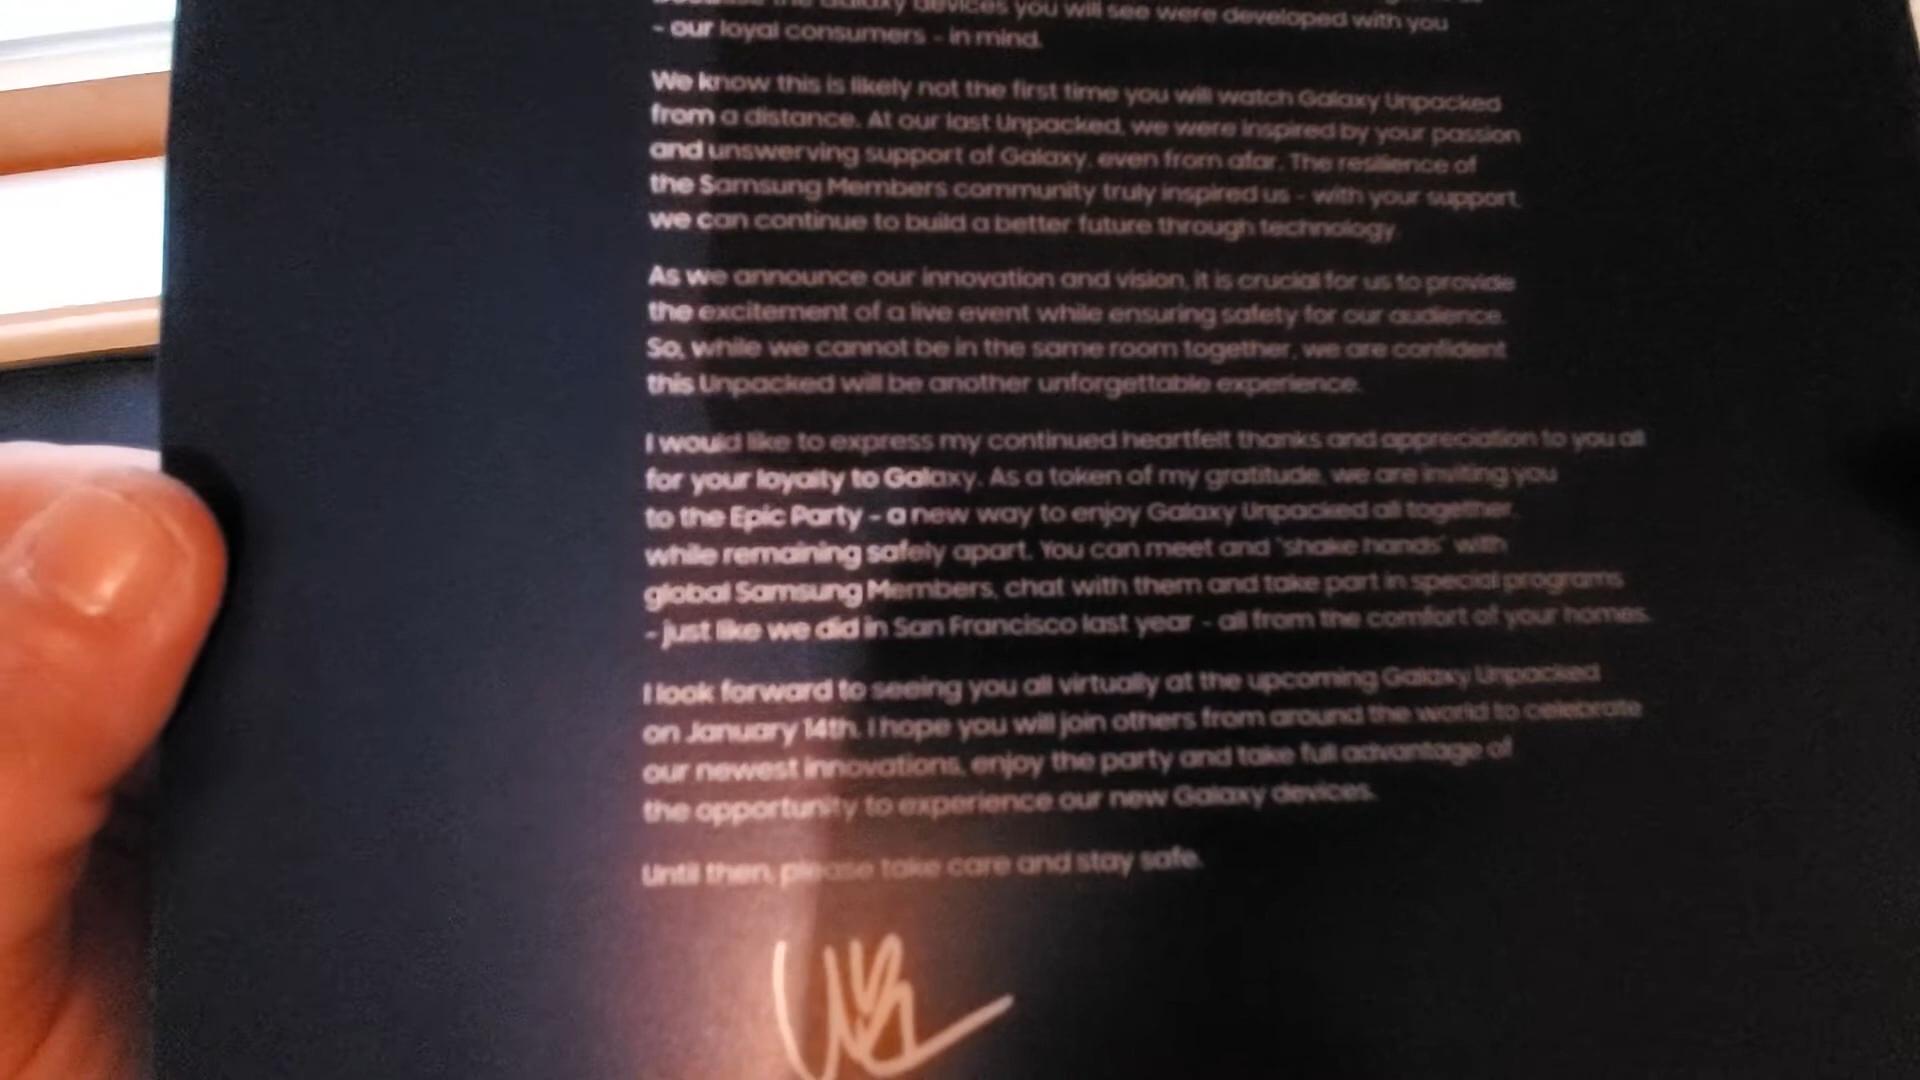 the Galaxy devices you will see were developed with you
- our loyal consumers - in mind.
We know this is likely not the first time you will watch Galaxy Unpacked
from a distance. At our last Unpacked, we were inspired by your passion
and unswerving support of Galaxy, even from afar. The resilience of
the Samsung Members community truly inspired us - with your support,
we can continue to build a better future through technology.
As we announce our innovation and vision, it is crucial for us to provide
the excitement of a live event while ensuring safety for our audience.
So, while we cannot be in the same room together, we are confident
this Unpacked will be another unforgettable experience.
I would like to express my continued heartfelt thanks and appreciation to you all
for your loyalty to Galaxy. As a token of my gratitude, we are inviting you
to the Epic Party - a new way to enjoy Galaxy Unpacked all together,
while remaining safely apart. You can meet and 'shake hands' with
global Samsung Members, chat with them and take part in special programs
- just like we did in San Francisco last year - all from the comfort of your homes.
I look forward to seeing you all virtually at the upcoming Galaxy Unpacked
on January 14th. I hope you will join others from around the world to celebrate
our newest innovations, enjoy the party and take full advantage of
the opportunity to experience our new Galaxy devices.
Until then, please take care and stay safe.